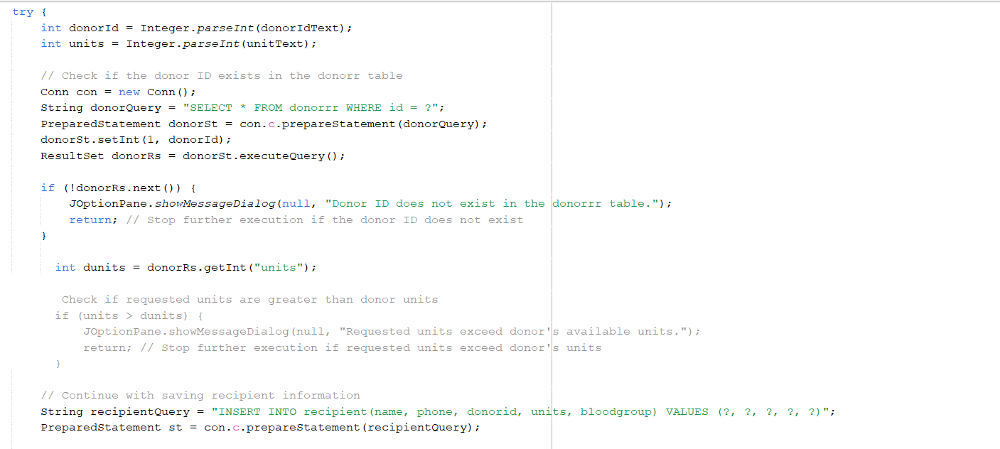 try {
    int donorId = Integer.parseInt(donorIdText);
    int units = Integer.parseInt(unitText);

    // Check if the donor ID exists in the donorr table
    Conn con = new Conn();
    String donorQuery = "SELECT * FROM donorrr WHERE id = ?";
    PreparedStatement donorSt = con.c.prepareStatement(donorQuery);
    donorSt.setInt(1, donorId);
    ResultSet donorRs = donorSt.executeQuery();

    if (!donorRs.next()) {
        JOptionPane.showMessageDialog(null, "Donor ID does not exist in the donorrr table.");
        return; // Stop further execution if the donor ID does not exist
    }

      int dunits = donorRs.getInt("units");

       Check if requested units are greater than donor units
      if (units > dunits) {
          JOptionPane.showMessageDialog(null, "Requested units exceed donor's available units.");
          return; // Stop further execution if requested units exceed donor's units
      }

    // Continue with saving recipient information
    String recipientQuery = "INSERT INTO recipient(name, phone, donorid, units, bloodgroup) VALUES (?, ?, ?, ?, ?)";
    PreparedStatement st = con.c.prepareStatement(recipientQuery);